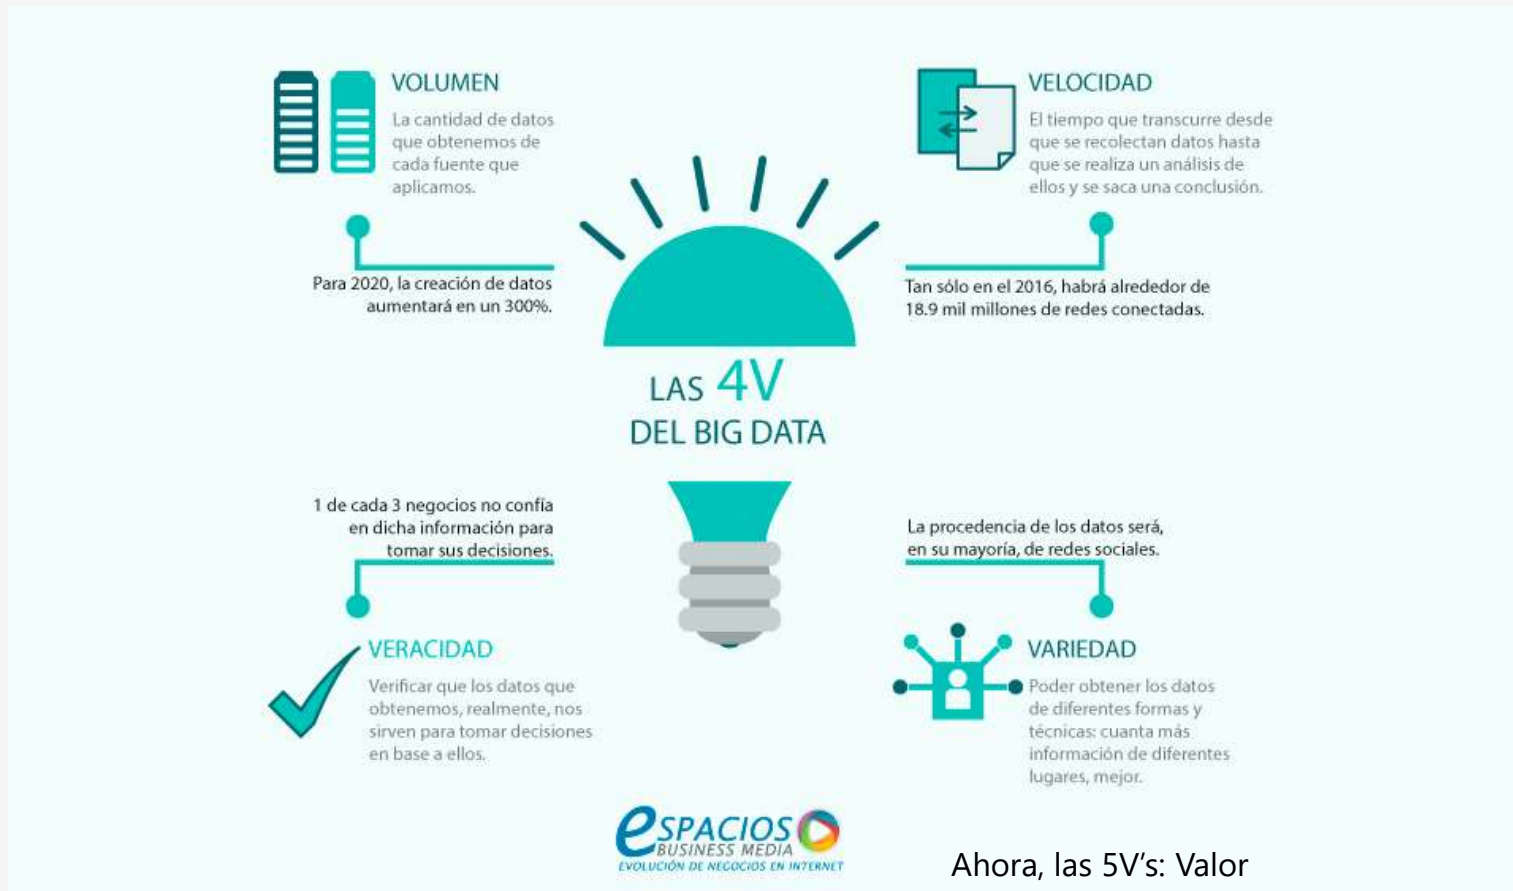 VOLUMEN
La cantidad de datos
que obtenemos de
cada fuente que
aplicamos.
Para 2020, la creación de datos
aumentará en un 300%.
VELOCIDAD
El tiempo que transcurre desde
que se recolectan datos hasta
que se realiza un análisis de
ellos y se saca una conclusión.
Tan sólo en el 2016, habrá alrededor de
18.9 mil millones de redes conectadas.
LAS 4V
DEL BIG DATA
1 de cada 3 negocios no confía
en dicha información para
tomar sus decisiones.
VERACIDAD
Verificar que los datos que
obtenemos, realmente, nos
sirven para tomar decisiones
en base a ellos.
La procedencia de los datos será,
en su mayoría, de redes sociales.
VARIEDAD
Poder obtener los datos
de diferentes formas y
técnicas: cuanta más
información de diferentes
lugares, mejor.
eSPACIOS
BUSINESS MEDIA
EVOLUCIÓN DE NEGOCIOS EN INTERNET
Ahora, las 5V’s: Valor